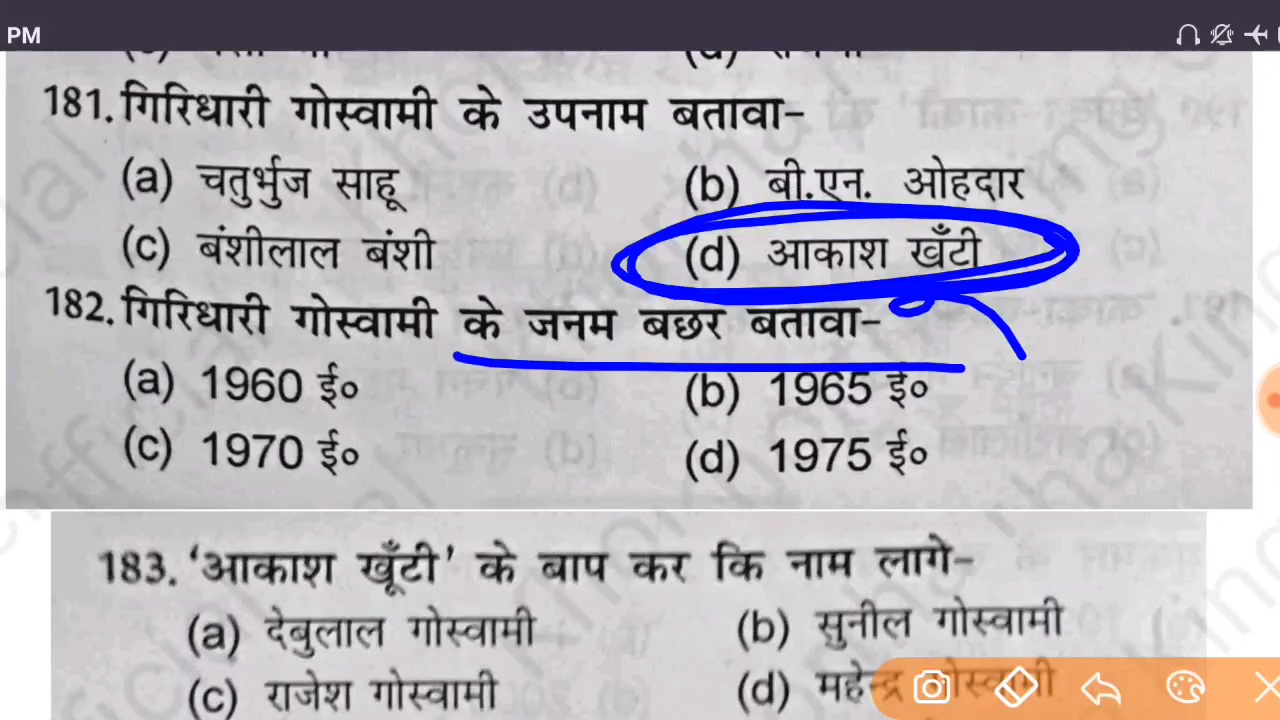 PM
181. गिरिधारी गोस्वामी के उपनाम बतावा-
(a) चतुर्भुज साहू (b) बी.एन. ओहदार
(c) बंशीलाल बंशी (d) आकाश खँटी
182. गिरिधारी गोस्वामी के जनम बछर बतावा-
(a) 1960 ई० (b) 1965 ई०
(c) 1970 ई० (d) 1975 ई०
183. 'आकाश खूँटी' के बाप कर कि नाम लागे-
(a) देबुलाल गोस्वामी (b) सुनील गोस्वामी
(c) राजेश गोस्वामी (d) महेन्द्र गोस्वामी